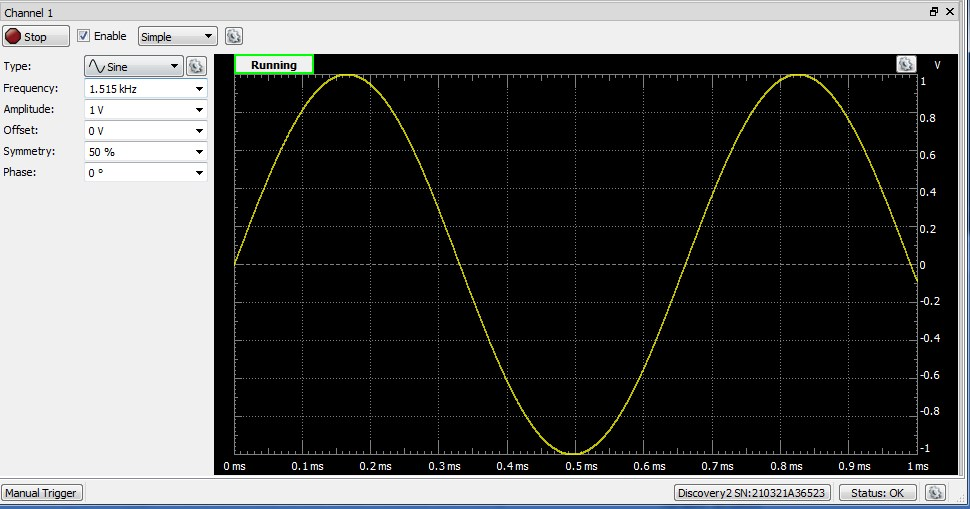 Channel 1
Stop Enable Simple
Type: Sine
Frequency: 1.515 kHz
Amplitude: 1 V
Offset: 0 V
Symmetry: 50 %
Phase: 0 °
Running V
1
0.8
0.6
0.4
0.2
0
-0.2
-0.4
-0.6
-0.8
-1
0 ms 0.1 ms 0.2 ms 0.3 ms 0.4 ms 0.5 ms 0.6 ms 0.7 ms 0.8 ms 0.9 ms 1 ms
Manual Trigger Discovery2 SN:210321A36523 Status: OK